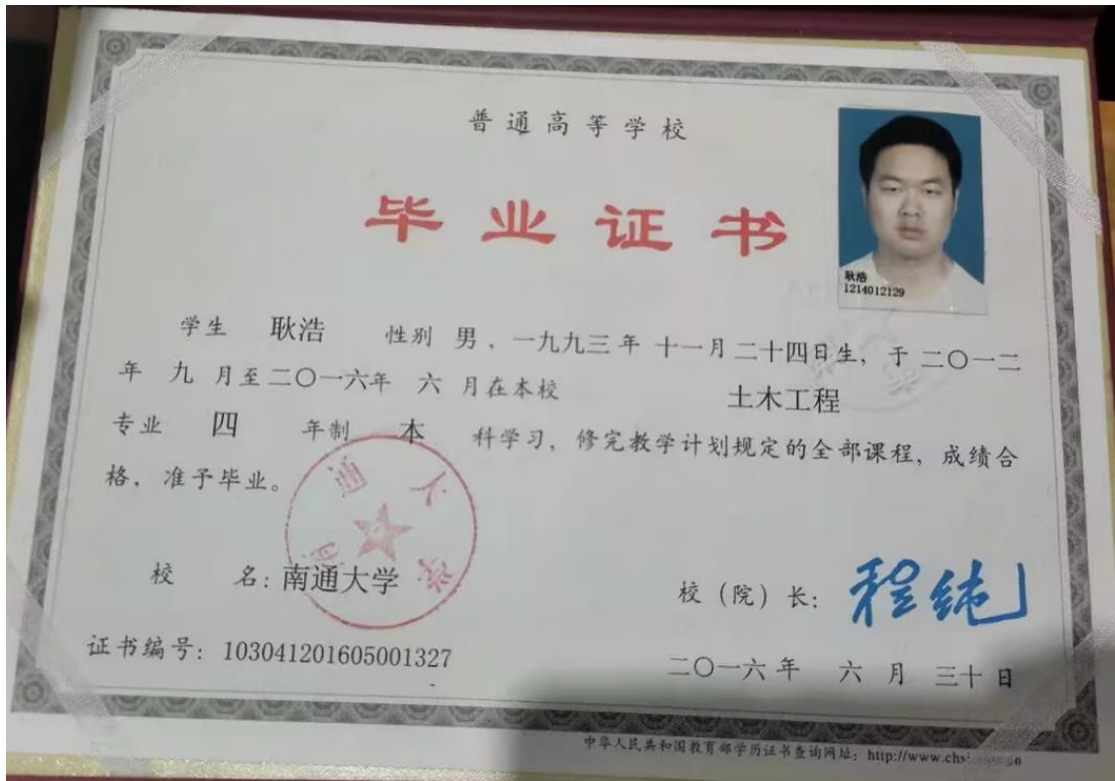 普通高等学校
毕业证书
耿浩
1214012129
学生 耿浩 性别 男、一九九三年 十一月二十四日生，于二〇一二
年 九 月至二〇一六年 六 月在本校 土木工程
专业 四 年制 本 科学习，修完教学计划规定的全部课程，成绩合
格，准予毕业。
南通大学
校 名：南通大学
校（院）长：程纯
证书编号：103041201605001327
二〇一六年 六 月 三十日
中华人民共和国教育部学历证书查询网址：http://www.chs